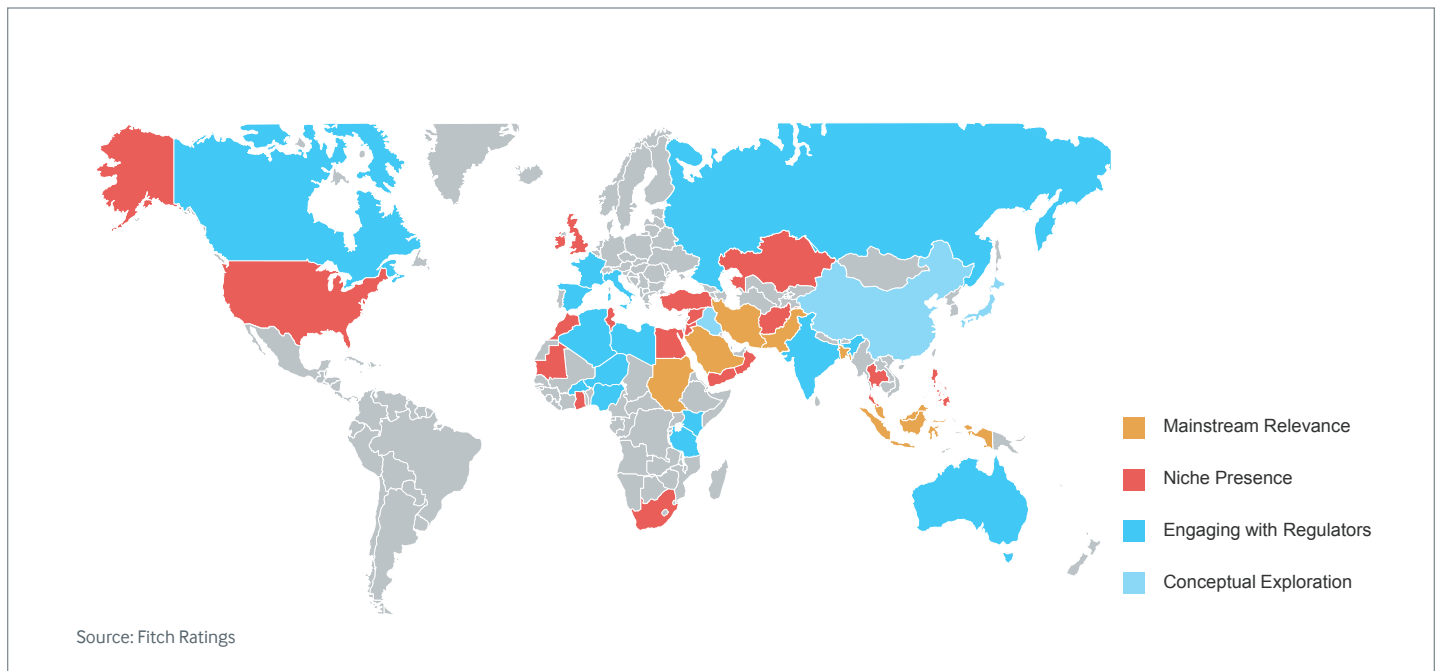 Mainstream Relevance
Niche Presence
Engaging with Regulators
Conceptual Exploration
Source: Fitch Ratings